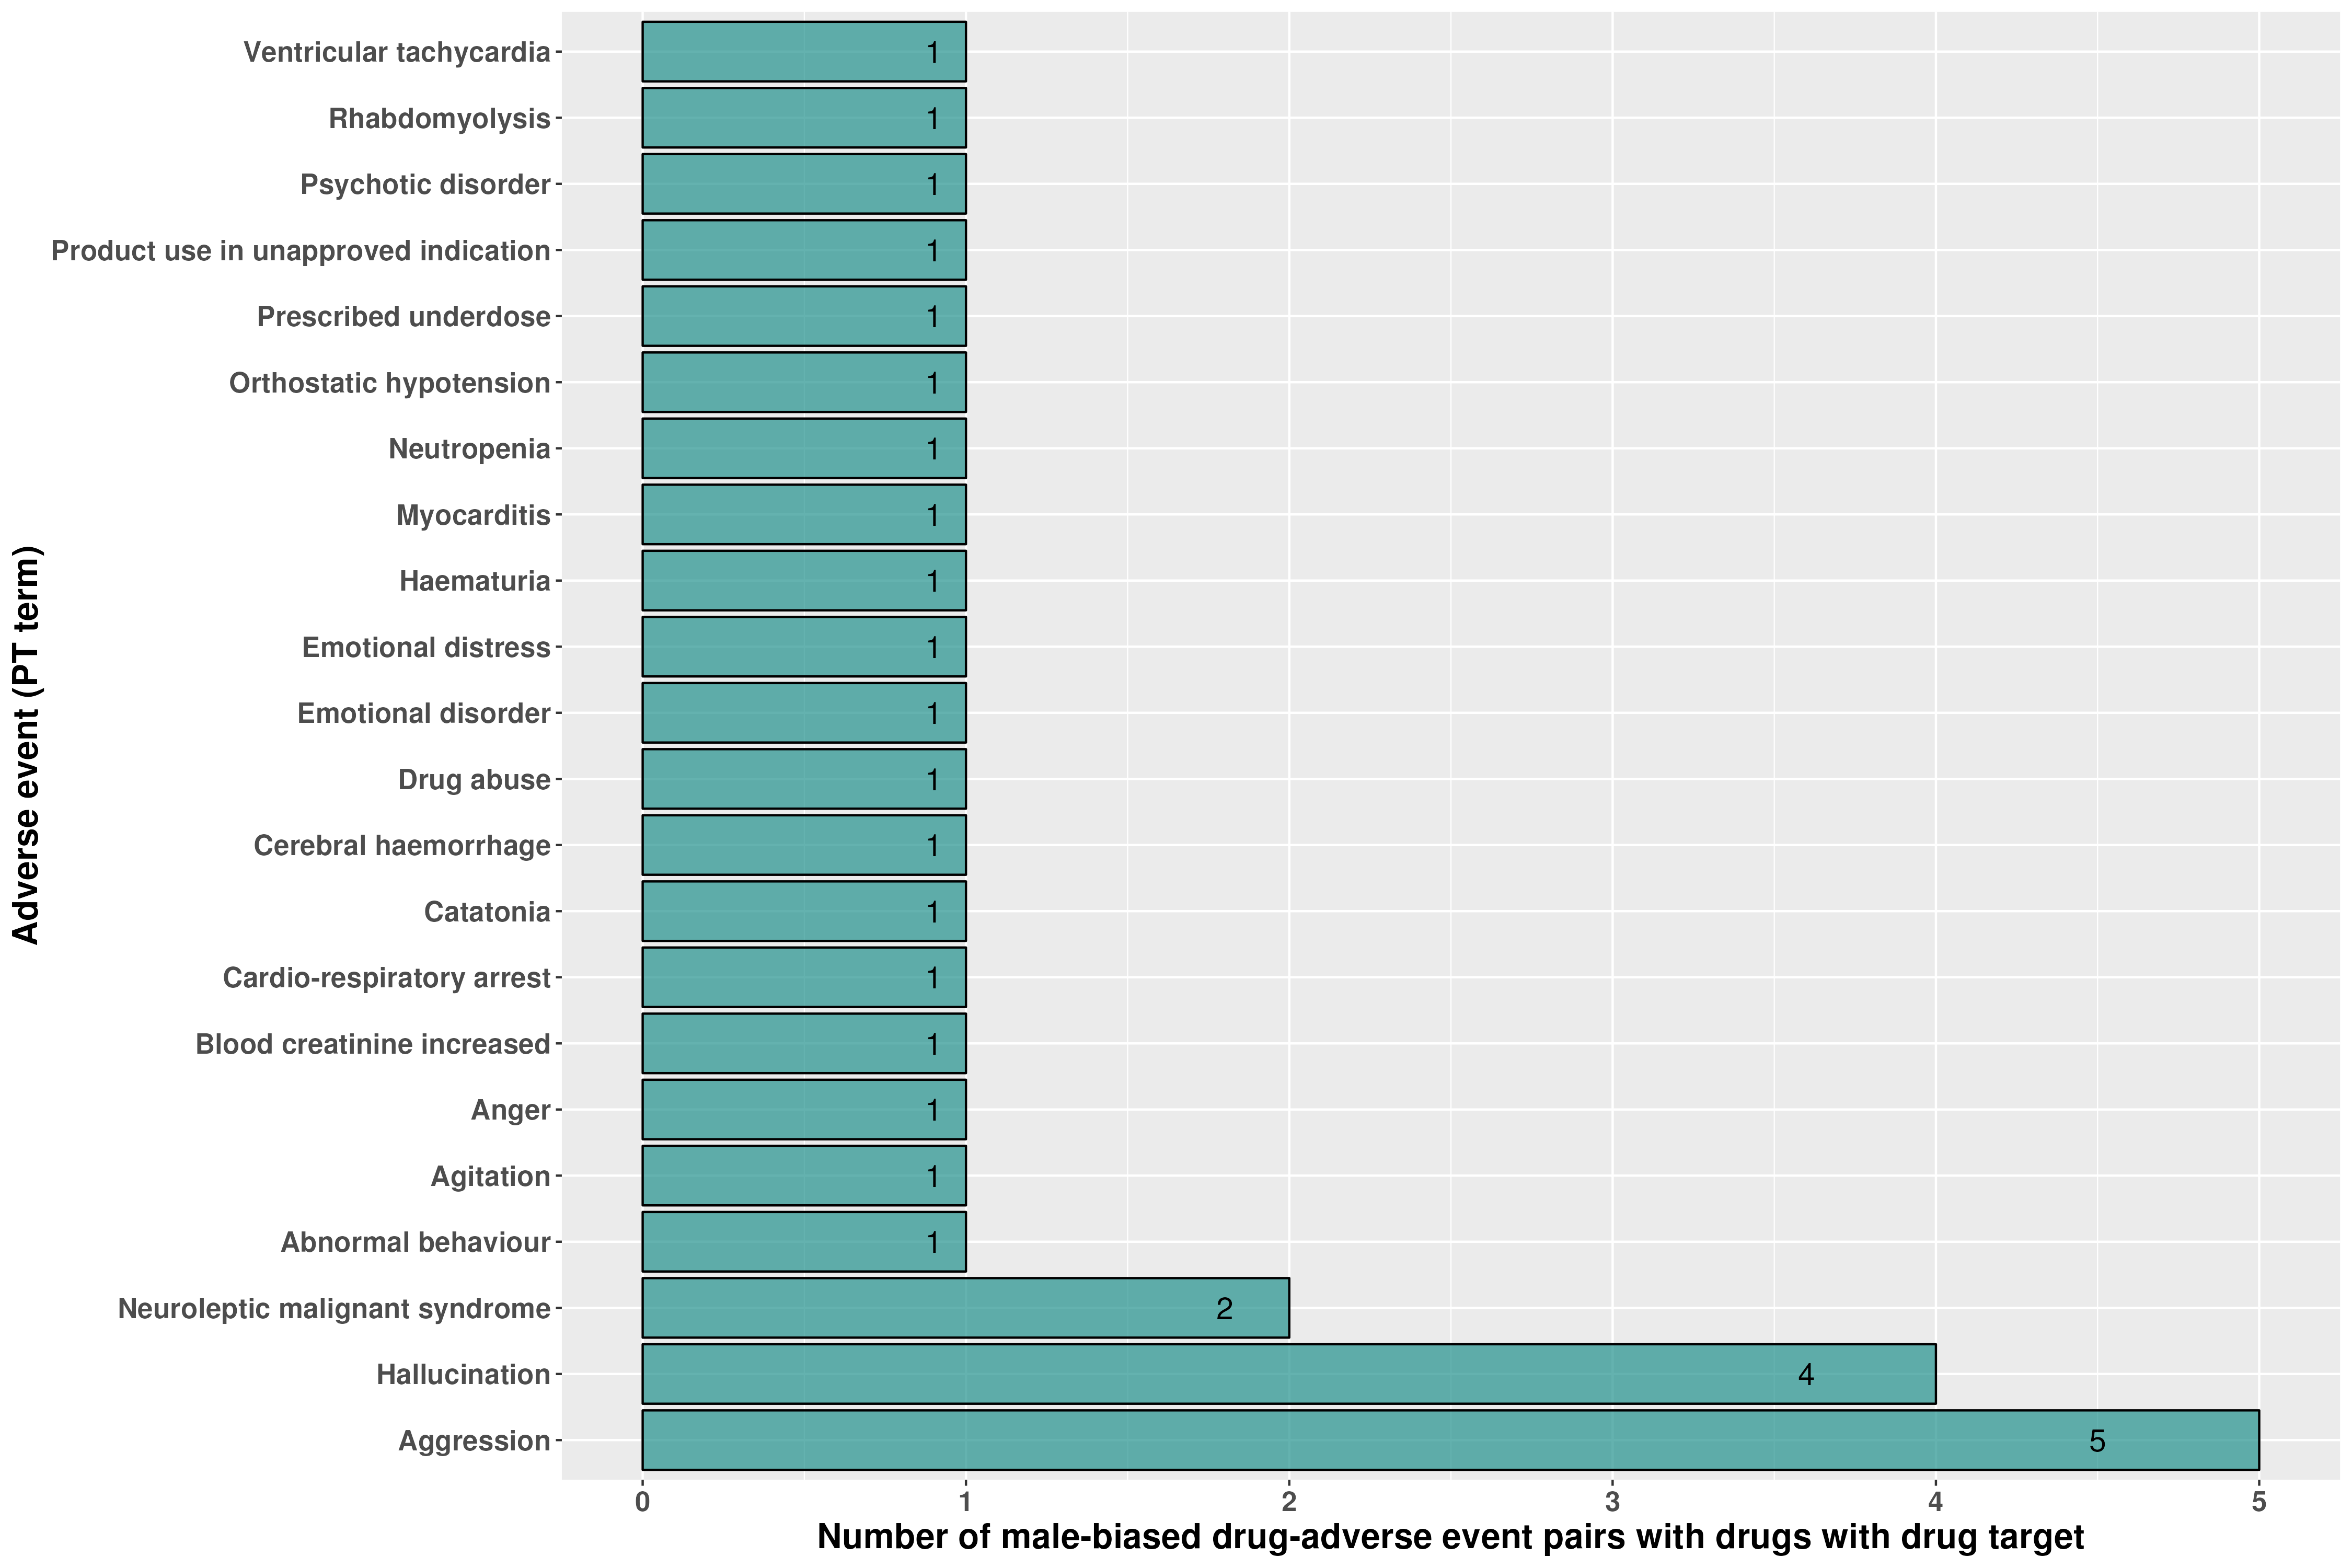 Adverse event (PT term)
Ventricular tachycardia 1
Rhabdomyolysis 1
Psychotic disorder 1
Product use in unapproved indication 1
Prescribed underdose 1
Orthostatic hypotension 1
Neutropenia 1
Myocarditis 1
Haematuria 1
Emotional distress 1
Emotional disorder 1
Drug abuse 1
Cerebral haemorrhage 1
Catatonia 1
Cardio-respiratory arrest 1
Blood creatinine increased 1
Anger 1
Agitation 1
Abnormal behaviour 1
Neuroleptic malignant syndrome 2
Hallucination 4
Aggression 5
0 1 2 3 4 5
Number of male-biased drug-adverse event pairs with drugs with drug target